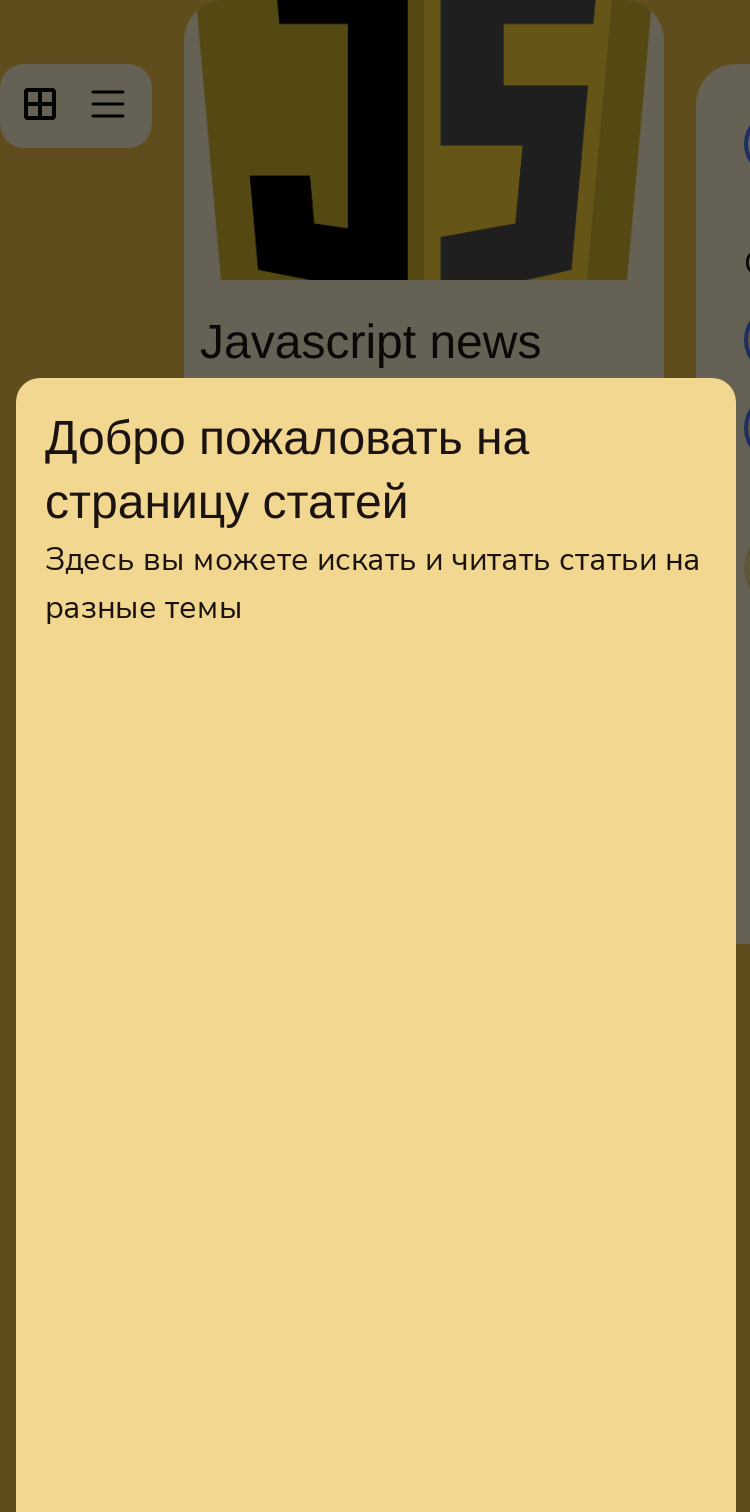 JS
Javascript news
Добро пожаловать на
страницу статей
Здесь вы можете искать и читать статьи на
разные темы